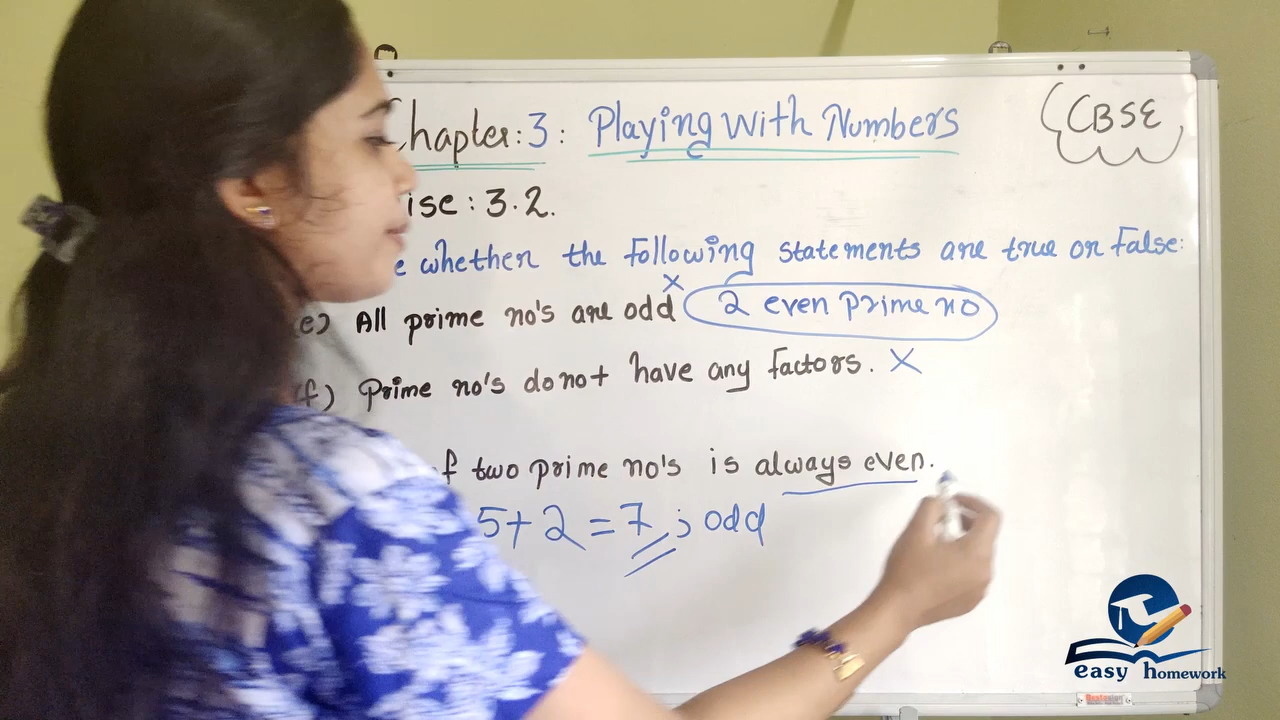 Chapter: 3: Playing With Numbers
CBSE
ise: 3.2.
e whether the following statements are true or false:
(e) All prime no's are odd X 2 even prime no
(f) Prime no's do not have any factors. X
f two prime no's is always even.
5+2=7; odd
easy homework